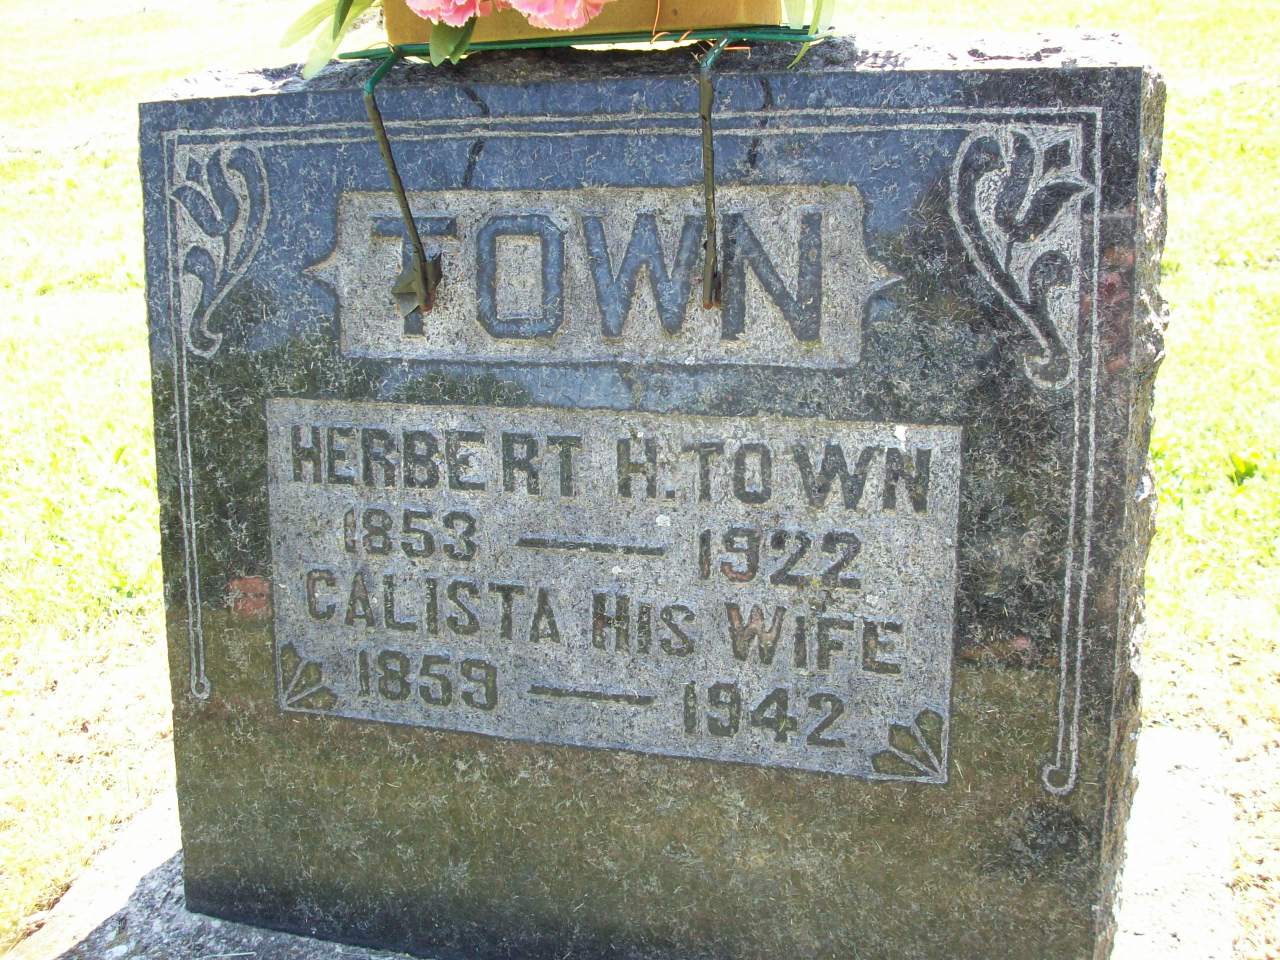 TOWN
HERBERT H. TOWN
1853 — 1922
CALISTA HIS WIFE
1859 — 1942